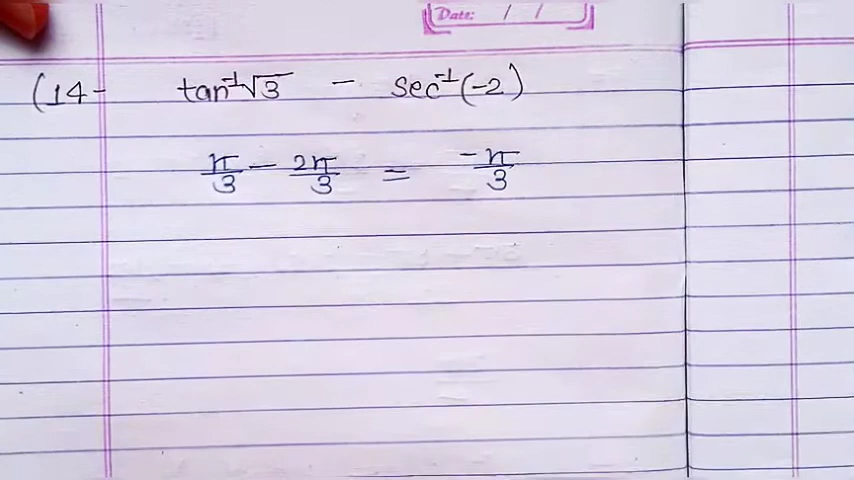 Date: / /
(14- tan⁻¹√3 - sec⁻¹(-2)
π/3 - 2π/3 = -π/3